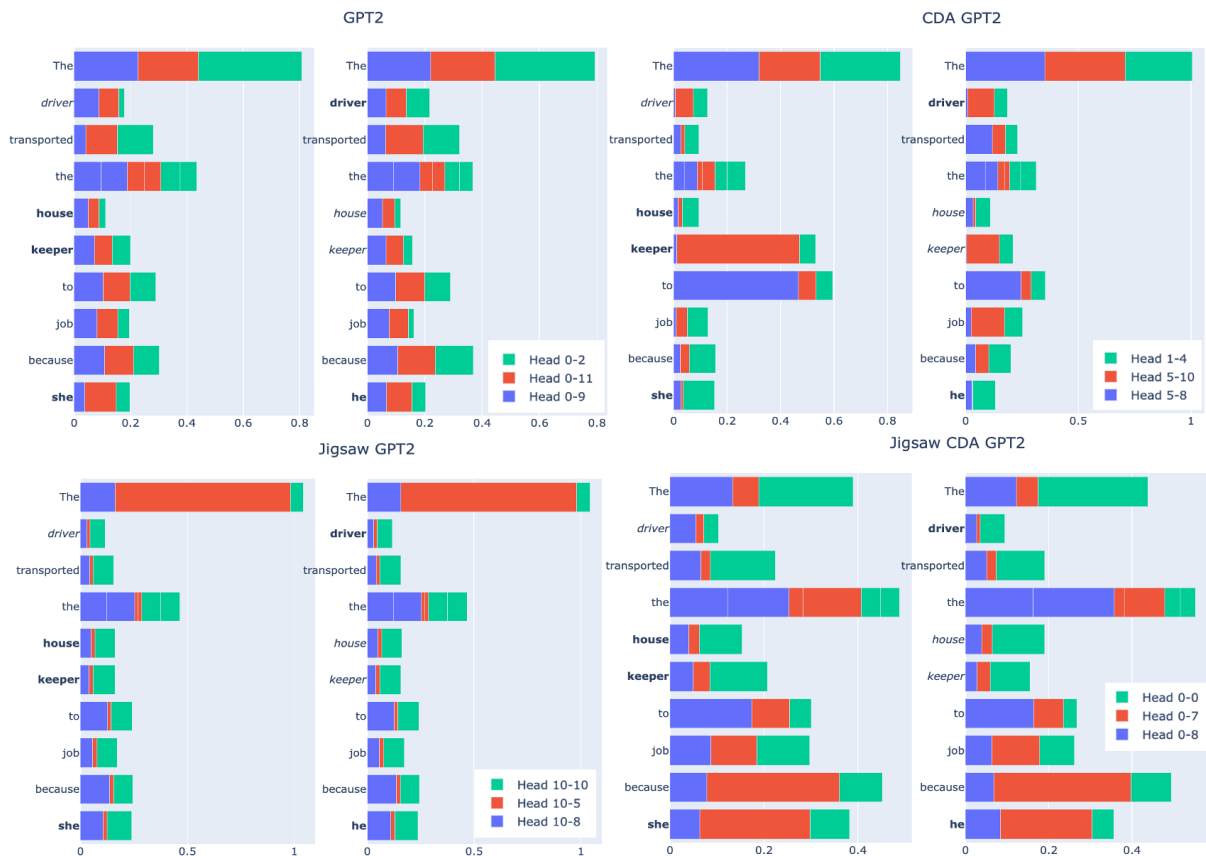 GPT2
The
driver
transported
the
house
keeper
to
job
because
she
0
0.2
0.4
0.6
0.8
The
driver
transported
the
house
keeper
to
job
because
he
0
0.2
0.4
0.6
0.8
Head 0-2
Head 0-11
Head 0-9
CDA GPT2
The
driver
transported
the
house
keeper
to
job
because
she
0
0.2
0.4
0.6
0.8
The
driver
transported
the
house
keeper
to
job
because
he
0
0.5
1
Head 1-4
Head 5-10
Head 5-8
Jigsaw GPT2
The
driver
transported
the
house
keeper
to
job
because
she
0
0.5
1
The
driver
transported
the
house
keeper
to
job
because
he
0
0.5
1
Head 10-10
Head 10-5
Head 10-8
Jigsaw CDA GPT2
The
driver
transported
the
house
keeper
to
job
because
she
0
0.2
0.4
The
driver
transported
the
house
keeper
to
job
because
he
0
0.2
0.4
Head 0-0
Head 0-7
Head 0-8